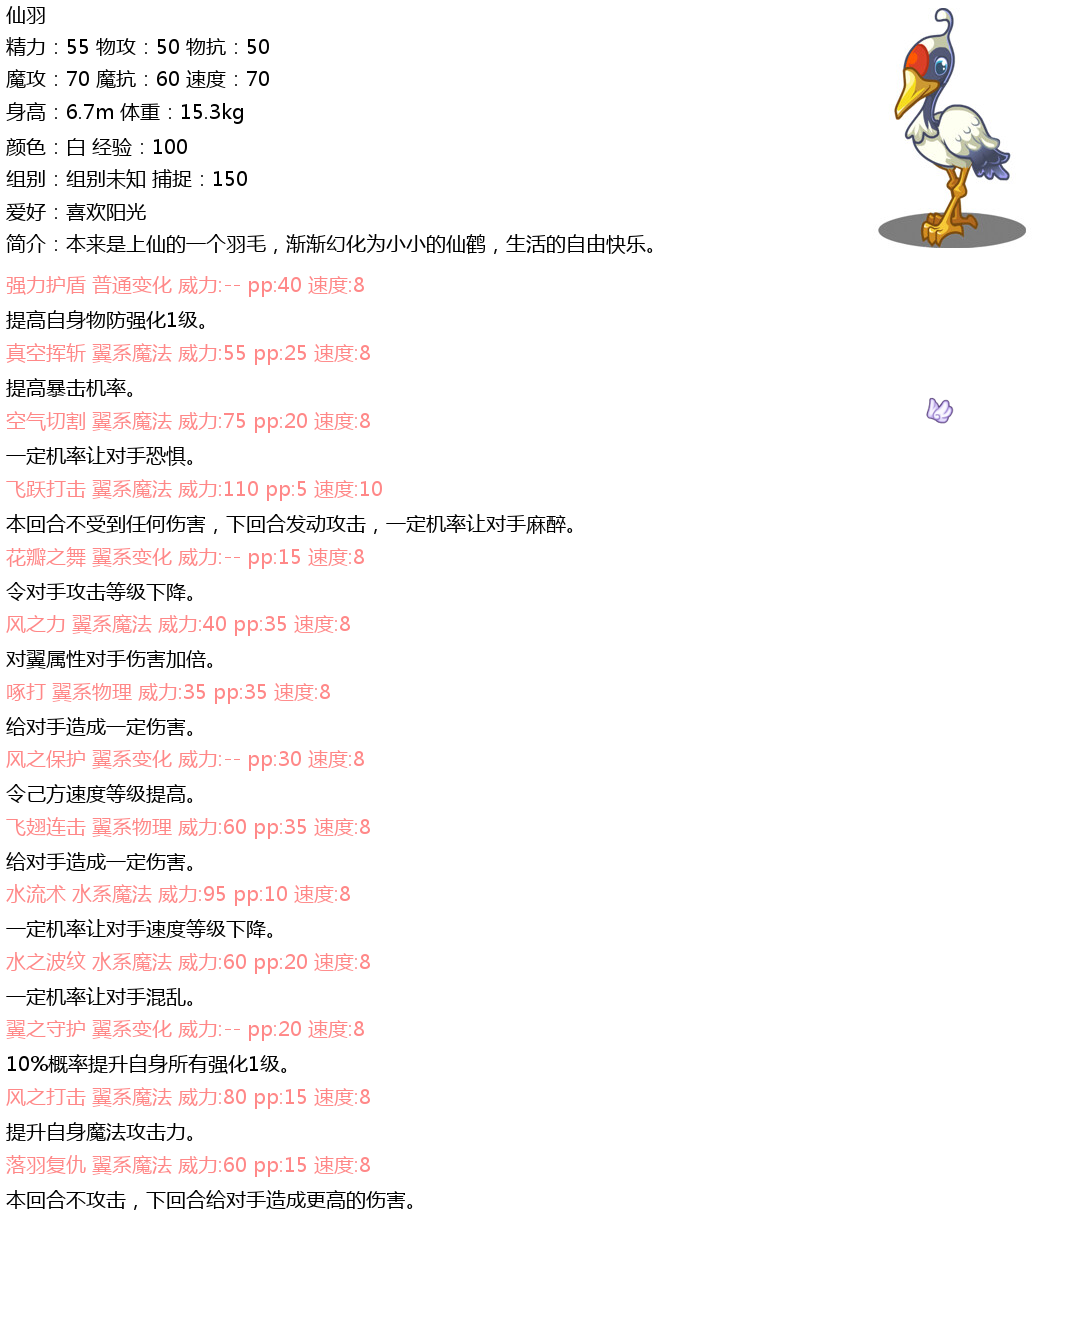 仙羽
精力：55 物攻：50 物抗：50
魔攻：70 魔抗：60 速度：70
身高：6.7m 体重：15.3kg
颜色：白 经验：100
组别：组别未知 捕捉：150
爱好：喜欢阳光
简介：本来是上仙的一个羽毛，渐渐幻化为小小的仙鹤，生活的自由快乐。
强力护盾 普通变化 威力:-- pp:40 速度:8
提高自身物防强化1级。
真空挥斩 翼系魔法 威力:55 pp:25 速度:8
提高暴击机率。
空气切割 翼系魔法 威力:75 pp:20 速度:8
一定机率让对手恐惧。
飞跃打击 翼系魔法 威力:110 pp:5 速度:10
本回合不受到任何伤害，下回合发动攻击，一定机率让对手麻醉。
花瓣之舞 翼系变化 威力:-- pp:15 速度:8
令对手攻击等级下降。
风之力 翼系魔法 威力:40 pp:35 速度:8
对翼属性对手伤害加倍。
啄打 翼系物理 威力:35 pp:35 速度:8
给对手造成一定伤害。
风之保护 翼系变化 威力:-- pp:30 速度:8
令己方速度等级提高。
飞翅连击 翼系物理 威力:60 pp:35 速度:8
给对手造成一定伤害。
水流术 水系魔法 威力:95 pp:10 速度:8
一定机率让对手速度等级下降。
水之波纹 水系魔法 威力:60 pp:20 速度:8
一定机率让对手混乱。
翼之守护 翼系变化 威力:-- pp:20 速度:8
10%概率提升自身所有强化1级。
风之打击 翼系魔法 威力:80 pp:15 速度:8
提升自身魔法攻击力。
落羽复仇 翼系魔法 威力:60 pp:15 速度:8
本回合不攻击，下回合给对手造成更高的伤害。